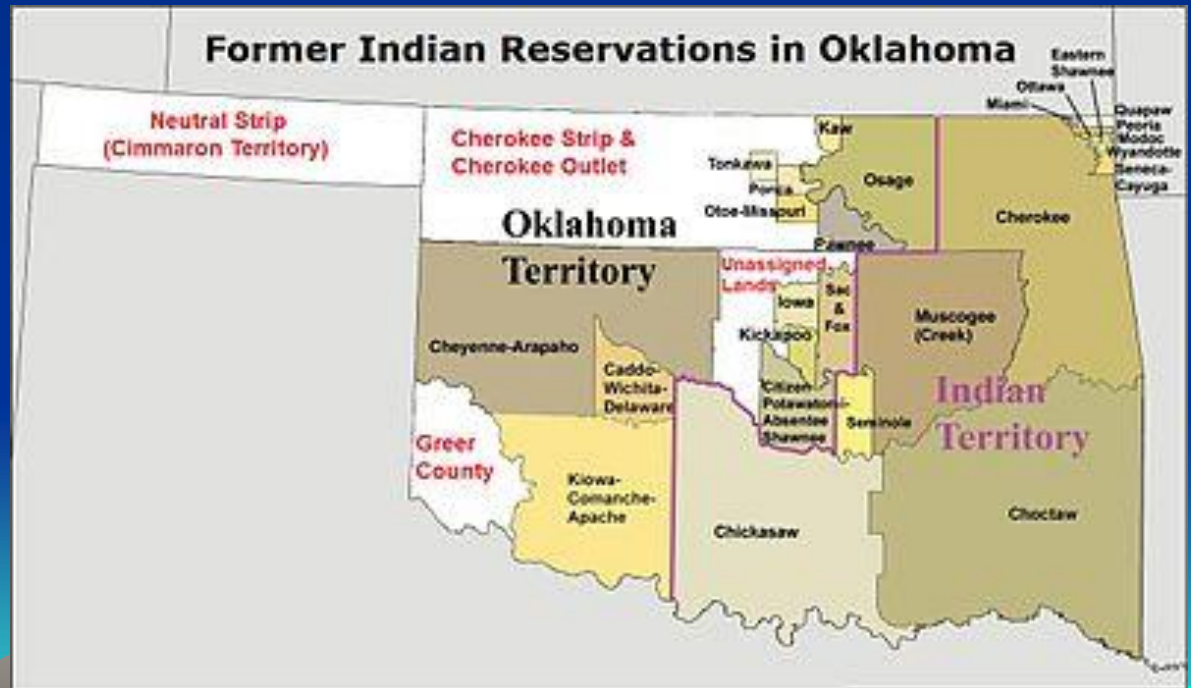 Former Indian Reservations in Oklahoma
Eastern
Shawnee
Ottawa
Miami
Quapaw
Peoria
Modoc
Wyandotte
Seneca-
Cayuga
Neutral Strip
(Cimmaron Territory)
Cherokee Strip &
Cherokee Outlet
Kaw
Tonkawa
Ponca
Otoe-Missouri
Osage
Pawnee
Cherokee
Oklahoma
Territory
Unassigned
Lands
Iowa
Sac
&
Fox
Kickapoo
Muscogee
(Creek)
Cheyenne-Arapaho
Caddo-
Wichita-
Delaware
Citizen
Potawatomi-
Absentee
Shawnee
Seminole
Indian
Territory
Greer
County
Kiowa-
Comanche-
Apache
Chickasaw
Choctaw